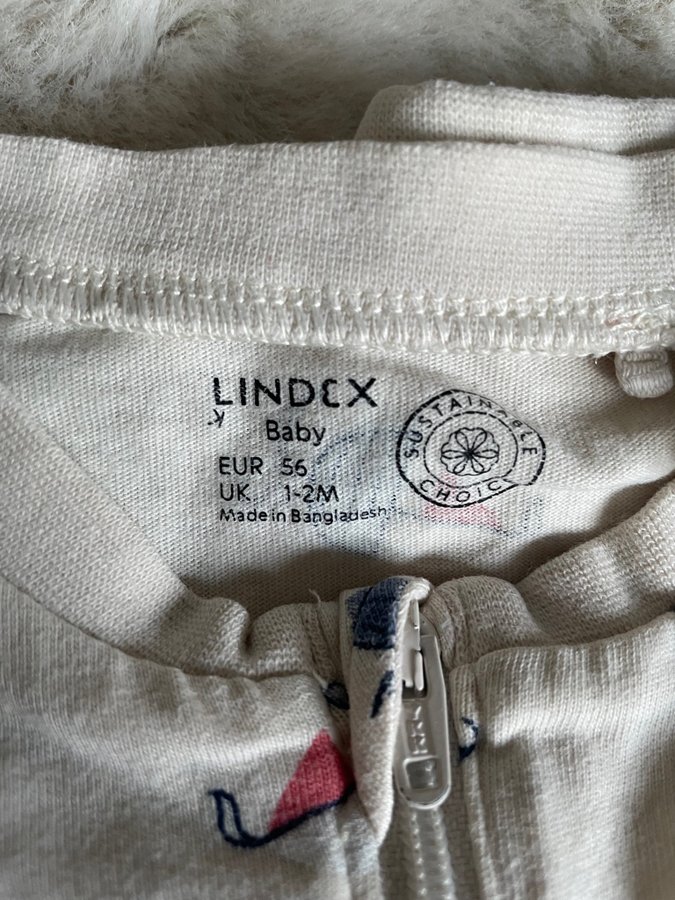 LINDEX
Baby
EUR 56
UK 1-2M
Made in Bangladesh
SUSTAINABLE
CHOICE